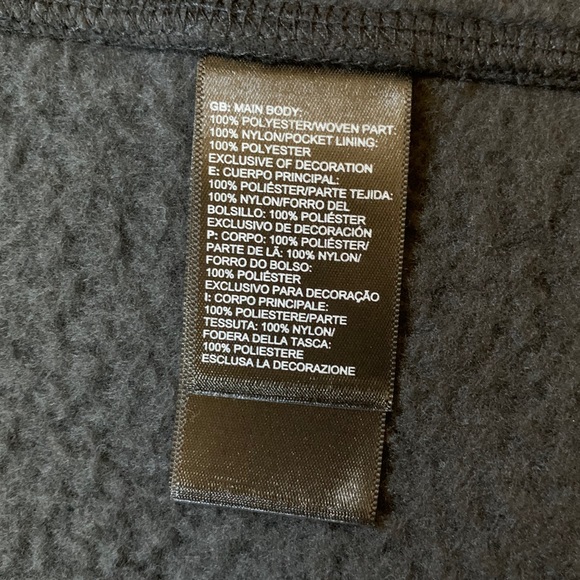 GB: MAIN BODY:
100% POLYESTER/WOVEN PART:
100% NYLON/POCKET LINING:
100% POLYESTER
EXCLUSIVE OF DECORATION
E: CUERPO PRINCIPAL:
100% POLIÉSTER/PARTE TEJIDA:
100% NYLON/FORRO DEL
BOLSILLO: 100% POLIÉSTER
EXCLUSIVO DE DECORACIÓN
P: CORPO: 100% POLIÉSTER/
PARTE DE LÃ: 100% NYLON/
FORRO DO BOLSO:
100% POLIÉSTER
EXCLUSIVO PARA DECORAÇÃO
I: CORPO PRINCIPALE:
100% POLIESTERE/PARTE
TESSUTA: 100% NYLON/
FODERA DELLA TASCA:
100% POLIESTERE
ESCLUSA LA DECORAZIONE